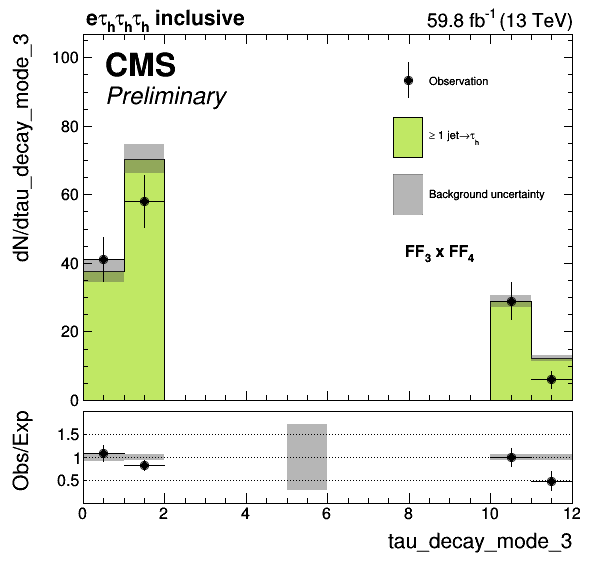 eτhτhτh inclusive
59.8 fb-1 (13 TeV)
dN/dtau_decay_mode_3
CMS
Preliminary
Observation
≥ 1 jet→τh
Background uncertainty
FF3 x FF4
100
80
60
40
20
0
Obs/Exp
1.5
1
0.5
0 2 4 6 8 10 12
tau_decay_mode_3